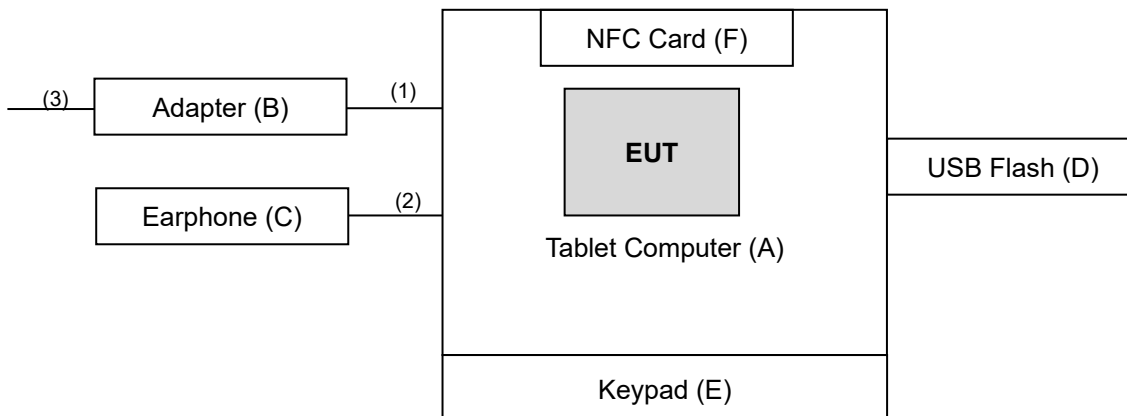 NFC Card (F)
(3)
Adapter (B)
(1)
EUT
USB Flash (D)
Earphone (C)
(2)
Tablet Computer (A)
Keypad (E)